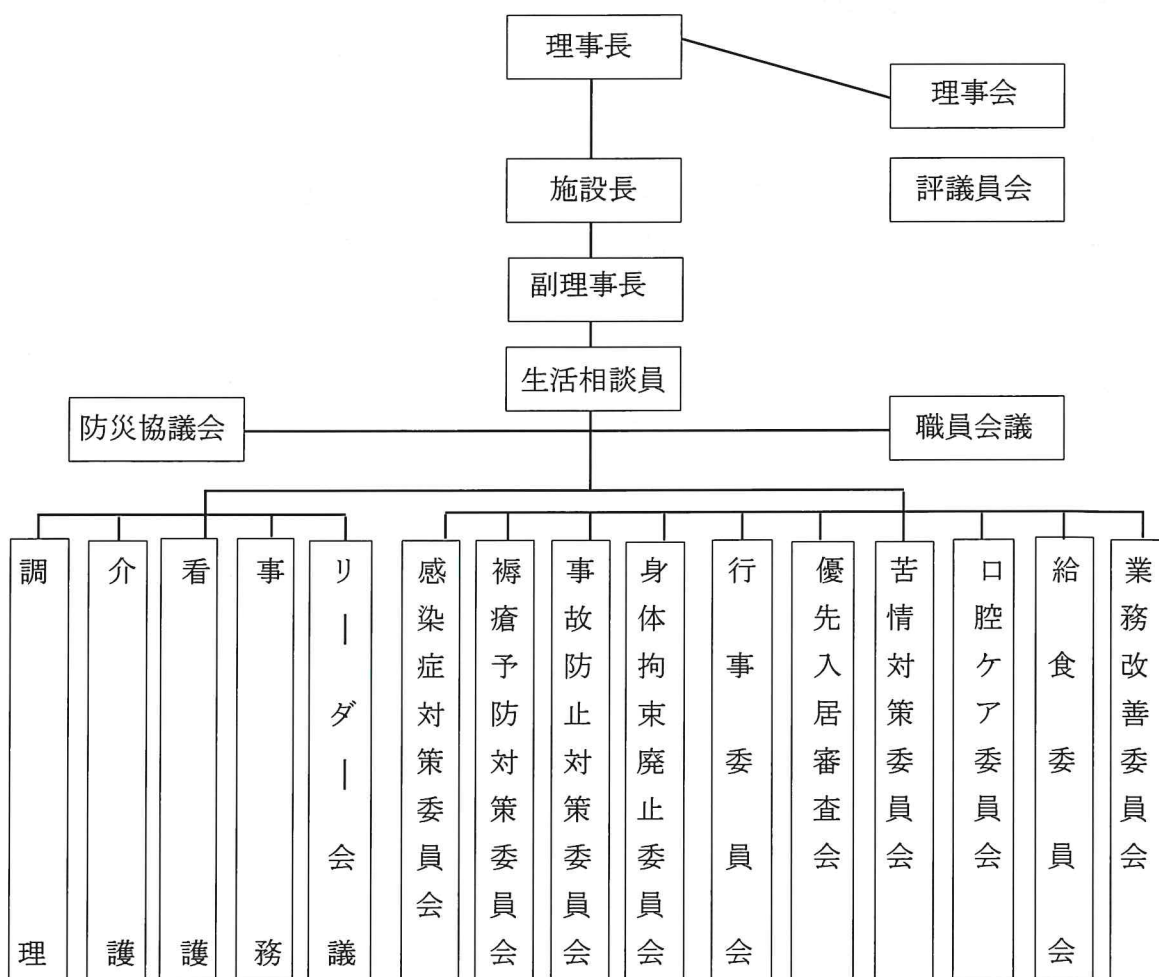 理事長
理事会
施設長
評議員会
副理事長
生活相談員
防災協議会
職員会議
調理
介護
看護
事務
リーダー会議
感染症対策委員会
褥瘡予防対策委員会
事故防止対策委員会
身体拘束廃止委員会
行事委員会
優先入居審査会
苦情対策委員会
口腔ケア委員会
給食委員会
業務改善委員会